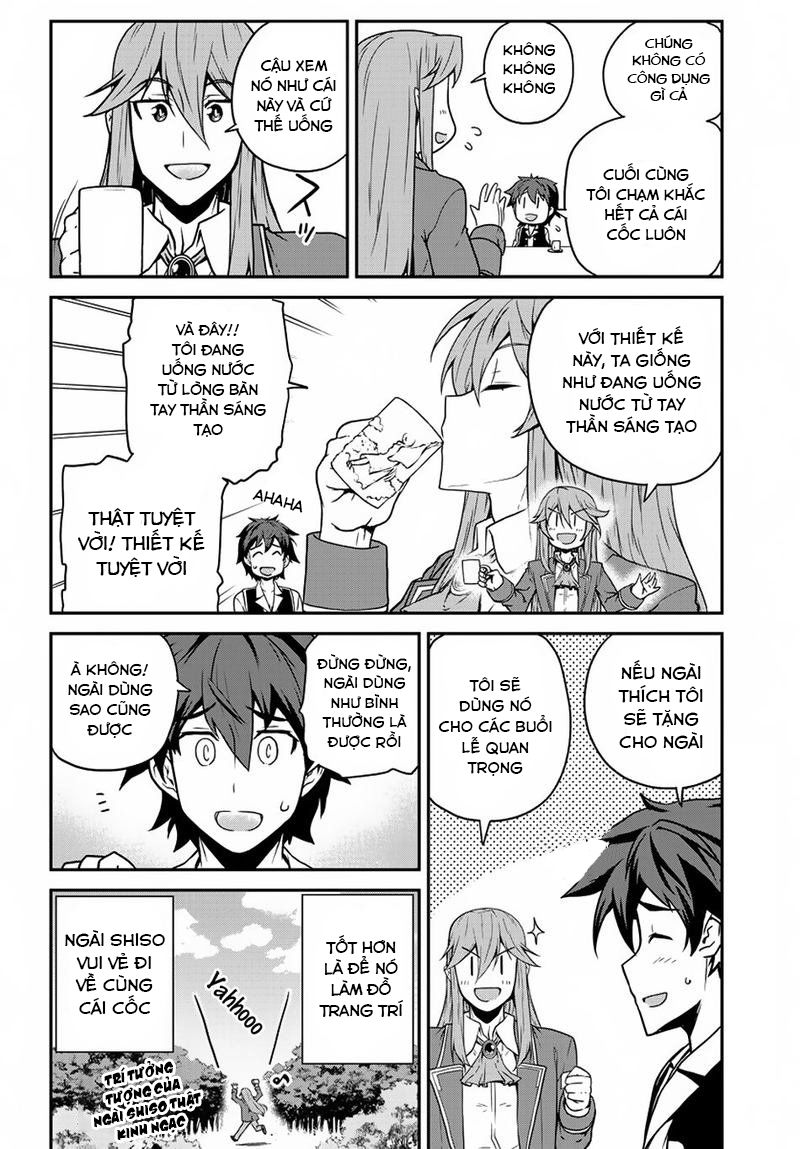 CHÚNG
KHÔNG CÓ
CÔNG DỤNG
GÌ CẢ
CUỐI CÙNG
TÔI CHẠM KHẮC
HẾT CẢ CÁI
CỐC LUÔN
KHÔNG
KHÔNG
KHÔNG
CẬU XEM
NÓ NHƯ CÁI
NÀY VÀ CỨ
THẾ UỐNG
VỚI THIẾT KẾ
NÀY, TA GIỐNG
NHƯ ĐANG UỐNG
NƯỚC TỪ TAY
THẦN SÁNG TẠO
VÀ ĐÂY!!
TÔI ĐANG
UỐNG NƯỚC
TỪ LÒNG BÀN
TAY THẦN SÁNG
TẠO
AHAHA
THẬT TUYỆT
VỜI! THIẾT KẾ
TUYỆT VỜI
NẾU NGÀI
THÍCH TÔI
SẼ TẶNG
CHO NGÀI
TÔI SẼ
DÙNG NÓ
CHO CÁC BUỔI
LỄ QUAN
TRỌNG
ĐỪNG ĐỪNG,
NGÀI DÙNG
NHƯ BÌNH
THƯỜNG LÀ
ĐƯỢC RỒI
À KHÔNG!
NGÀI DÙNG
SAO CŨNG
ĐƯỢC
TỐT HƠN
LÀ ĐỂ NÓ
LÀM ĐỒ
TRANG TRÍ
NGÀI SHISO
VUI VẺ ĐI
VỀ CÙNG
CÁI CỐC
Yahhooo
TRÍ TƯỞNG
TƯỢNG CỦA
NGÀI SHISO THẬT
KINH NGẠC